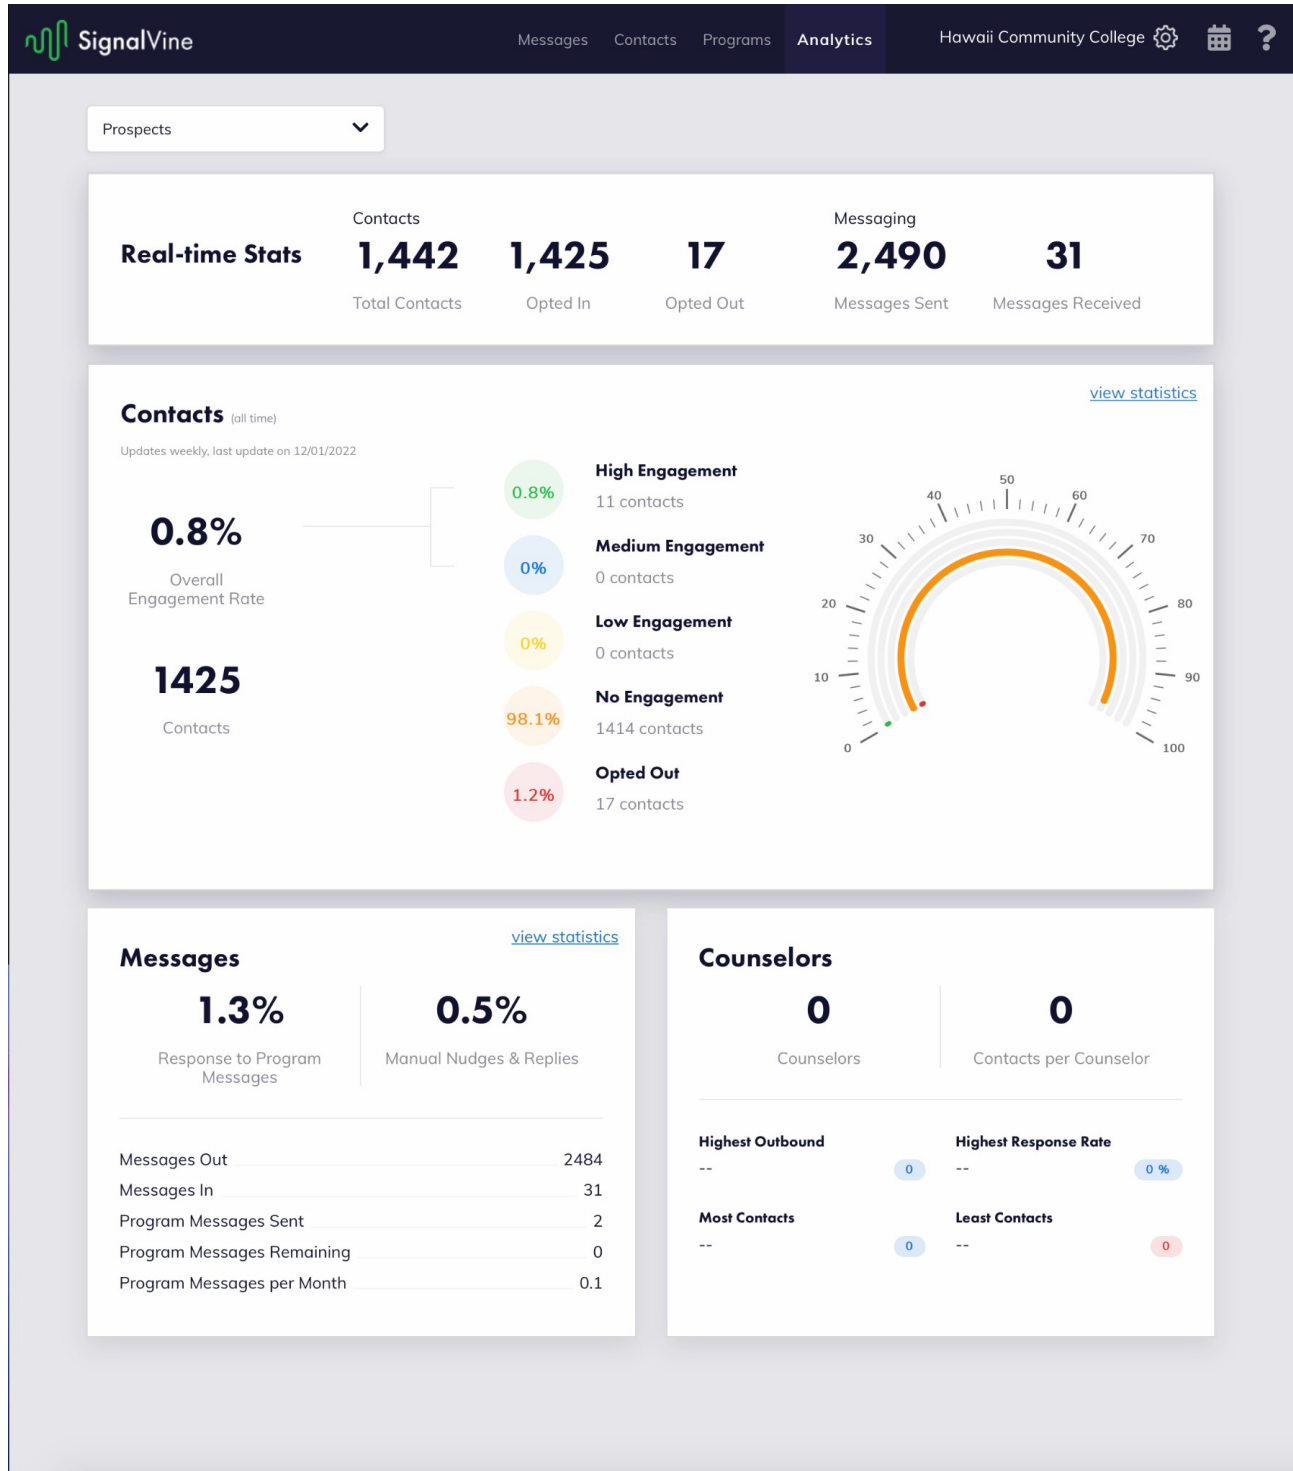 SignalVine
Messages Contacts Programs Analytics Hawaii Community College ?
Prospects
Real-time Stats
Contacts
1,442 1,425 17
Total Contacts Opted In Opted Out
Messaging
2,490 31
Messages Sent Messages Received
view statistics
Contacts (all time)
Updates weekly, last update on 12/01/2022
0.8%
Overall
Engagement Rate
1425
Contacts
0.8% High Engagement
11 contacts
0% Medium Engagement
0 contacts
0% Low Engagement
0 contacts
98.1% No Engagement
1414 contacts
1.2% Opted Out
17 contacts
0 10 20 30 40 50 60 70 80 90 100
view statistics
Messages
1.3% 0.5%
Response to Program
Messages
Manual Nudges & Replies
Messages Out 2484
Messages In 31
Program Messages Sent 2
Program Messages Remaining 0
Program Messages per Month 0.1
Counselors
0 0
Counselors Contacts per Counselor
Highest Outbound Highest Response Rate
-- 0 -- 0 %
Most Contacts Least Contacts
-- 0 -- 0